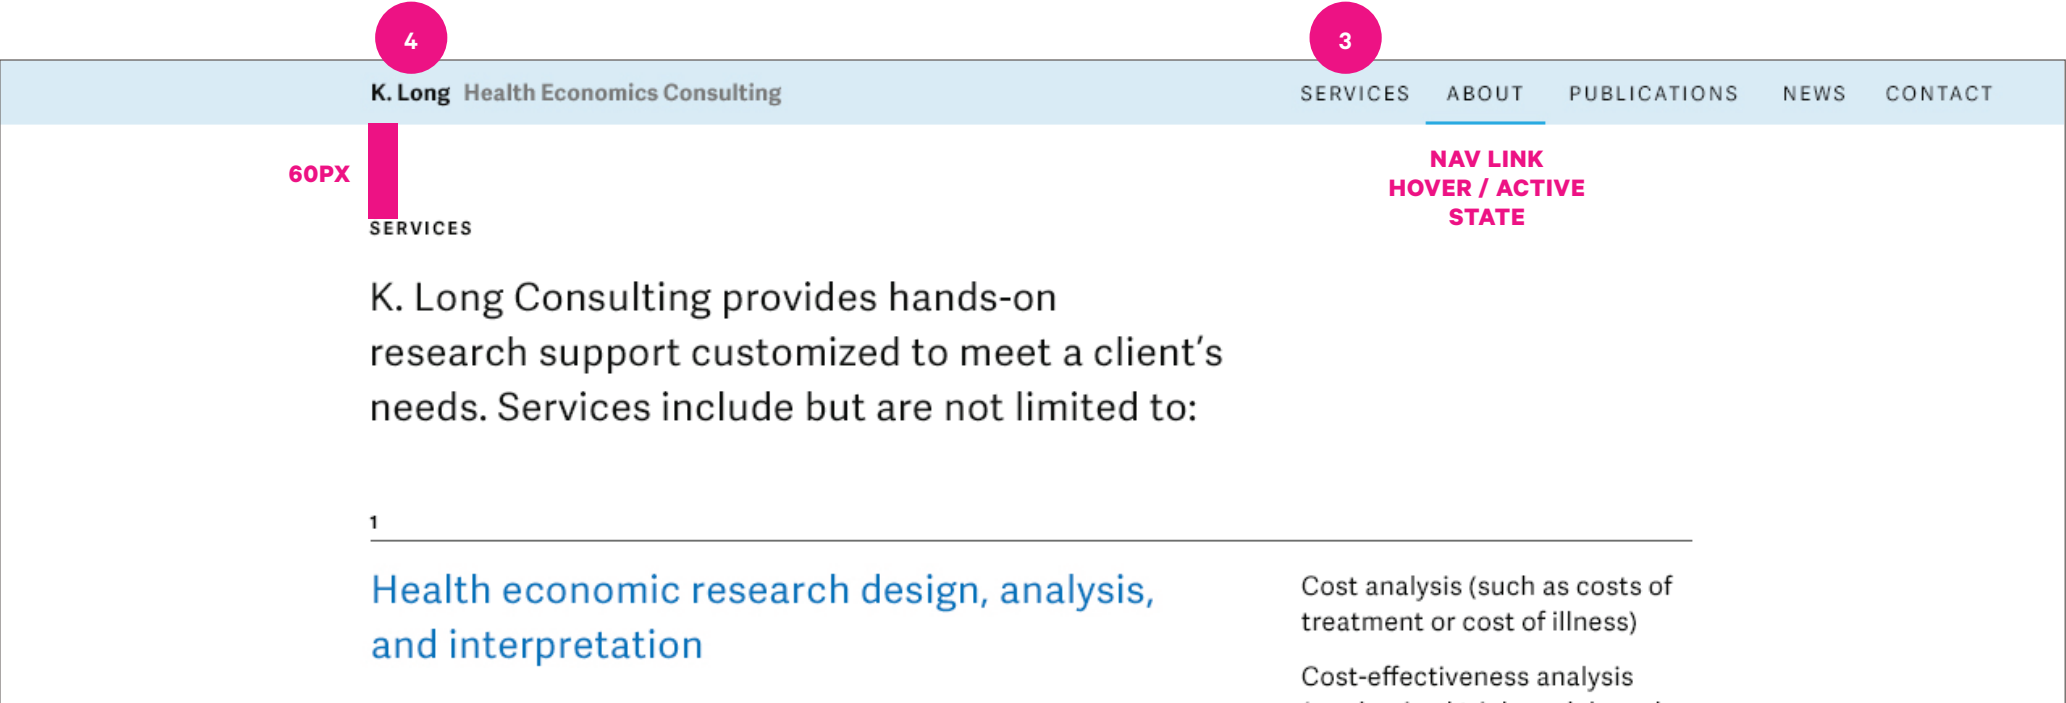 4
3
K. Long Health Economics Consulting
SERVICES ABOUT PUBLICATIONS NEWS CONTACT
60PX
NAV LINK
HOVER / ACTIVE
STATE
SERVICES
K. Long Consulting provides hands-on
research support customized to meet a client’s
needs. Services include but are not limited to:
1
Health economic research design, analysis,
and interpretation
Cost analysis (such as costs of
treatment or cost of illness)
Cost-effectiveness analysis